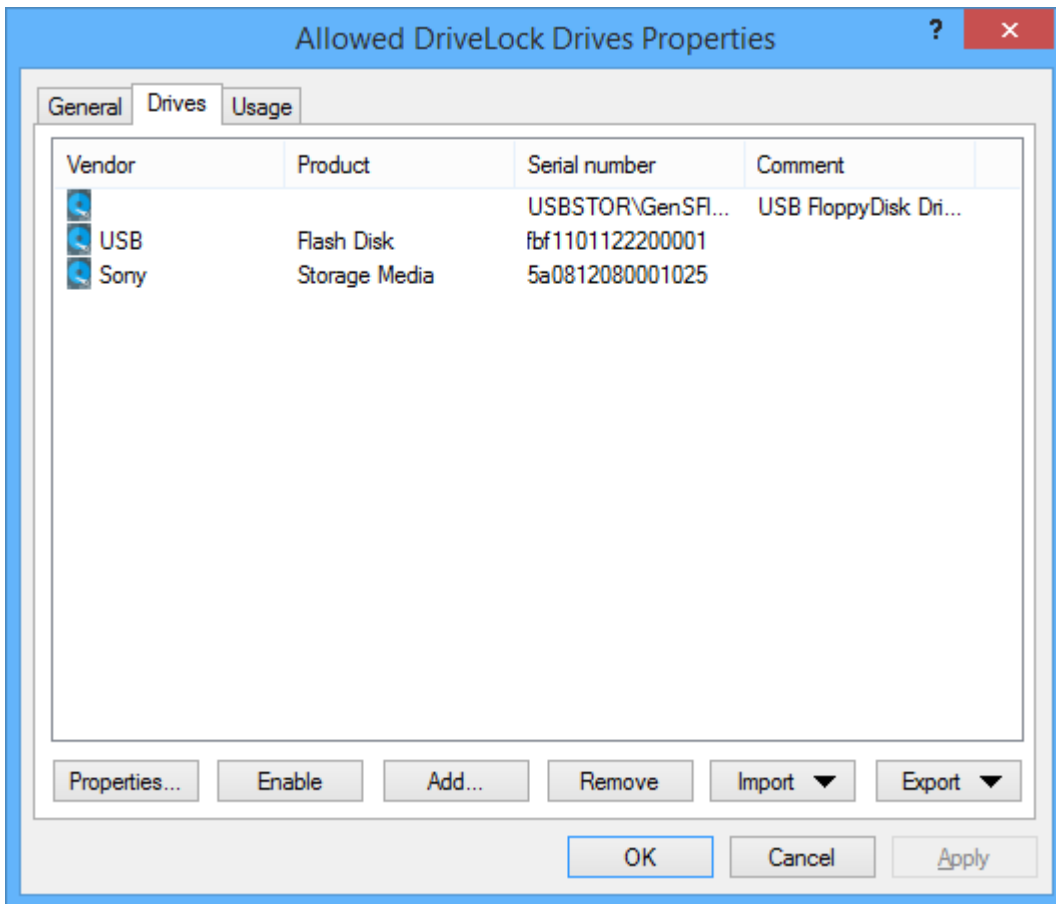 Allowed DriveLock Drives Properties ?
General Drives Usage
Vendor Product Serial number Comment
USBSTOR\GenSFl... USB FloppyDisk Dri...
USB Flash Disk fbf1101122200001
Sony Storage Media 5a0812080001025
Properties... Enable Add... Remove Import Export
OK Cancel Apply